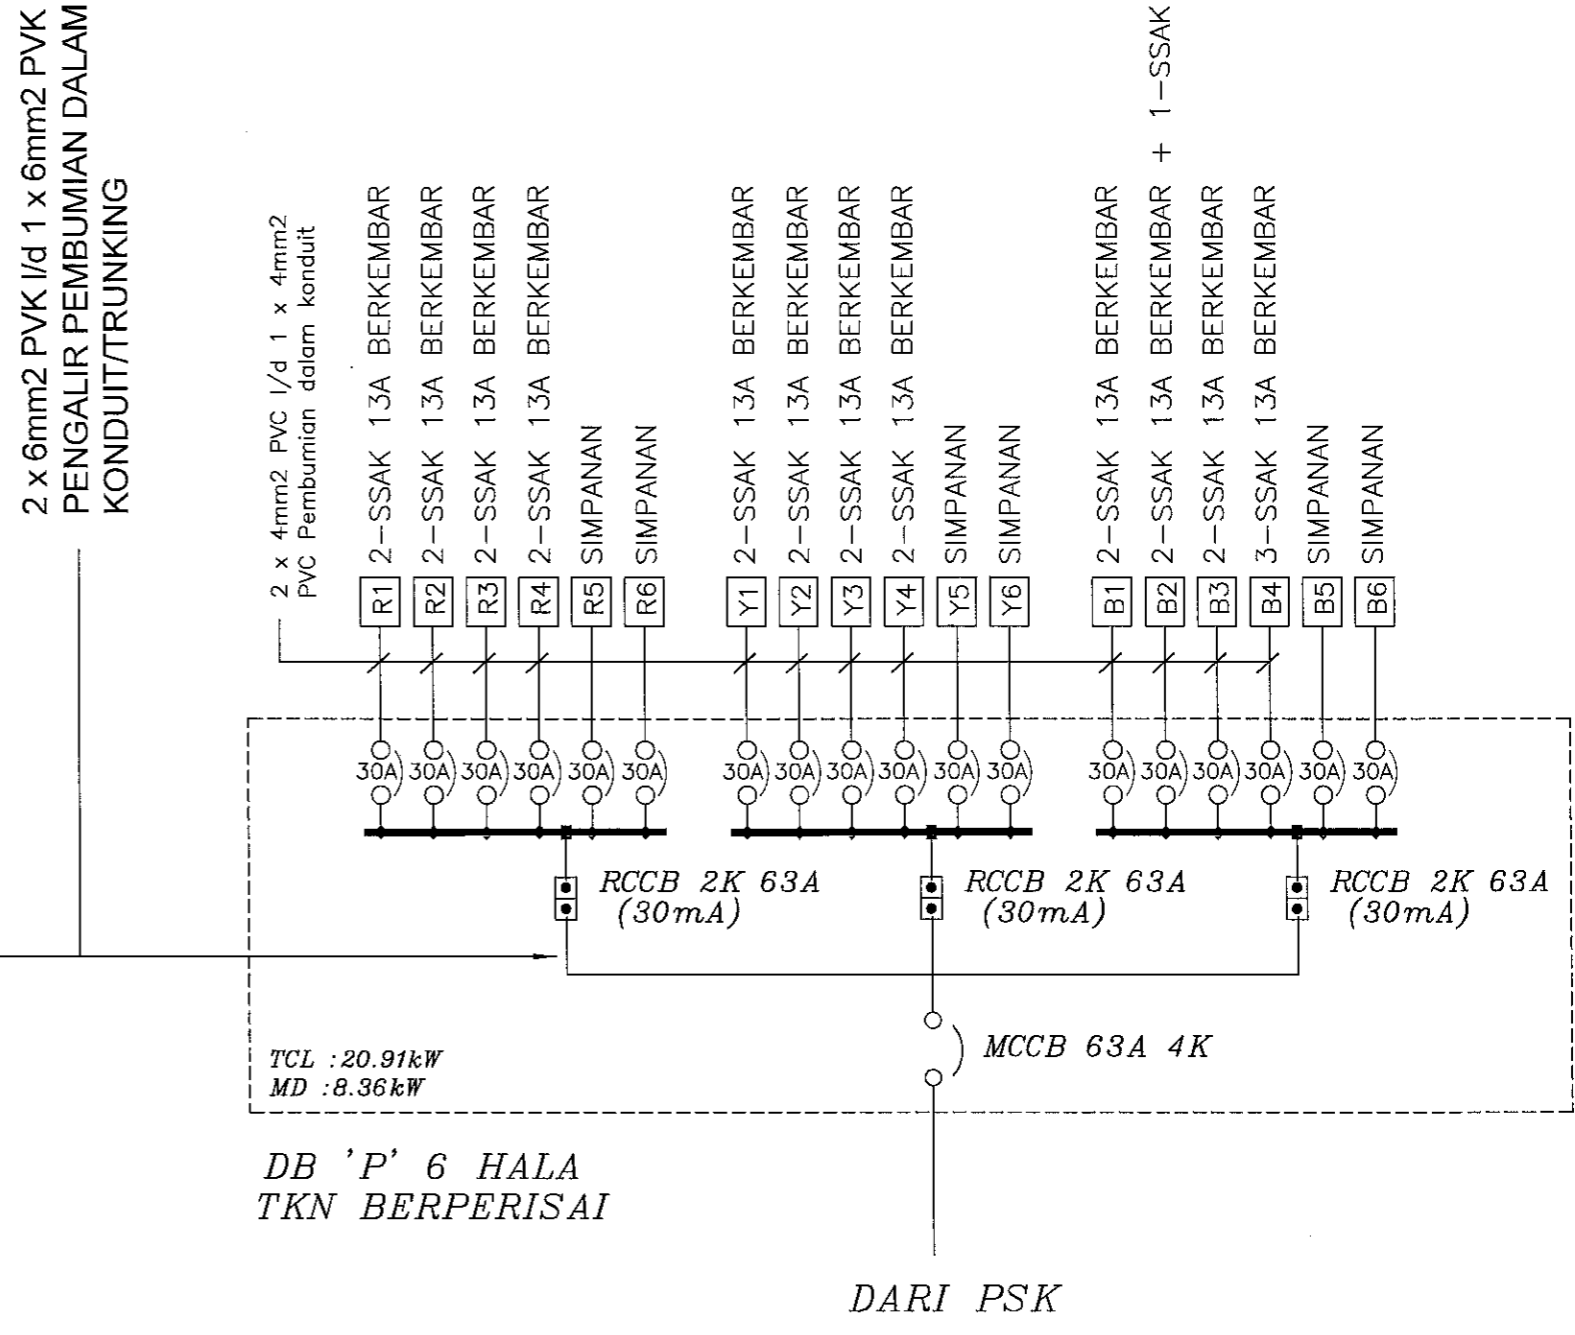 2 x 6mm2 PVK l/d 1 x 6mm2 PVK
PENGALIR PEMBUMIAN DALAM
KONDUIT/TRUNKING
2 x 4mm2 PVC l/d 1 x 4mm2
PVC Pembumian dalam konduit
R1 2-SSAK 13A BERKEMBAR
R2 2-SSAK 13A BERKEMBAR
R3 2-SSAK 13A BERKEMBAR
R4 2-SSAK 13A BERKEMBAR
R5 SIMPANAN
R6 SIMPANAN
Y1 2-SSAK 13A BERKEMBAR
Y2 2-SSAK 13A BERKEMBAR
Y3 2-SSAK 13A BERKEMBAR
Y4 2-SSAK 13A BERKEMBAR
Y5 SIMPANAN
Y6 SIMPANAN
B1 2-SSAK 13A BERKEMBAR
B2 2-SSAK 13A BERKEMBAR + 1-SSAK
B3 2-SSAK 13A BERKEMBAR
B4 3-SSAK 13A BERKEMBAR
B5 SIMPANAN
B6 SIMPANAN
30A 30A 30A 30A 30A 30A 30A 30A 30A 30A 30A 30A 30A 30A 30A 30A 30A 30A
RCCB 2K 63A
(30mA)
RCCB 2K 63A
(30mA)
RCCB 2K 63A
(30mA)
MCCB 63A 4K
TCL :20.91kW
MD :8.36kW
DB 'P' 6 HALA
TKN BERPERISAI
DARI PSK